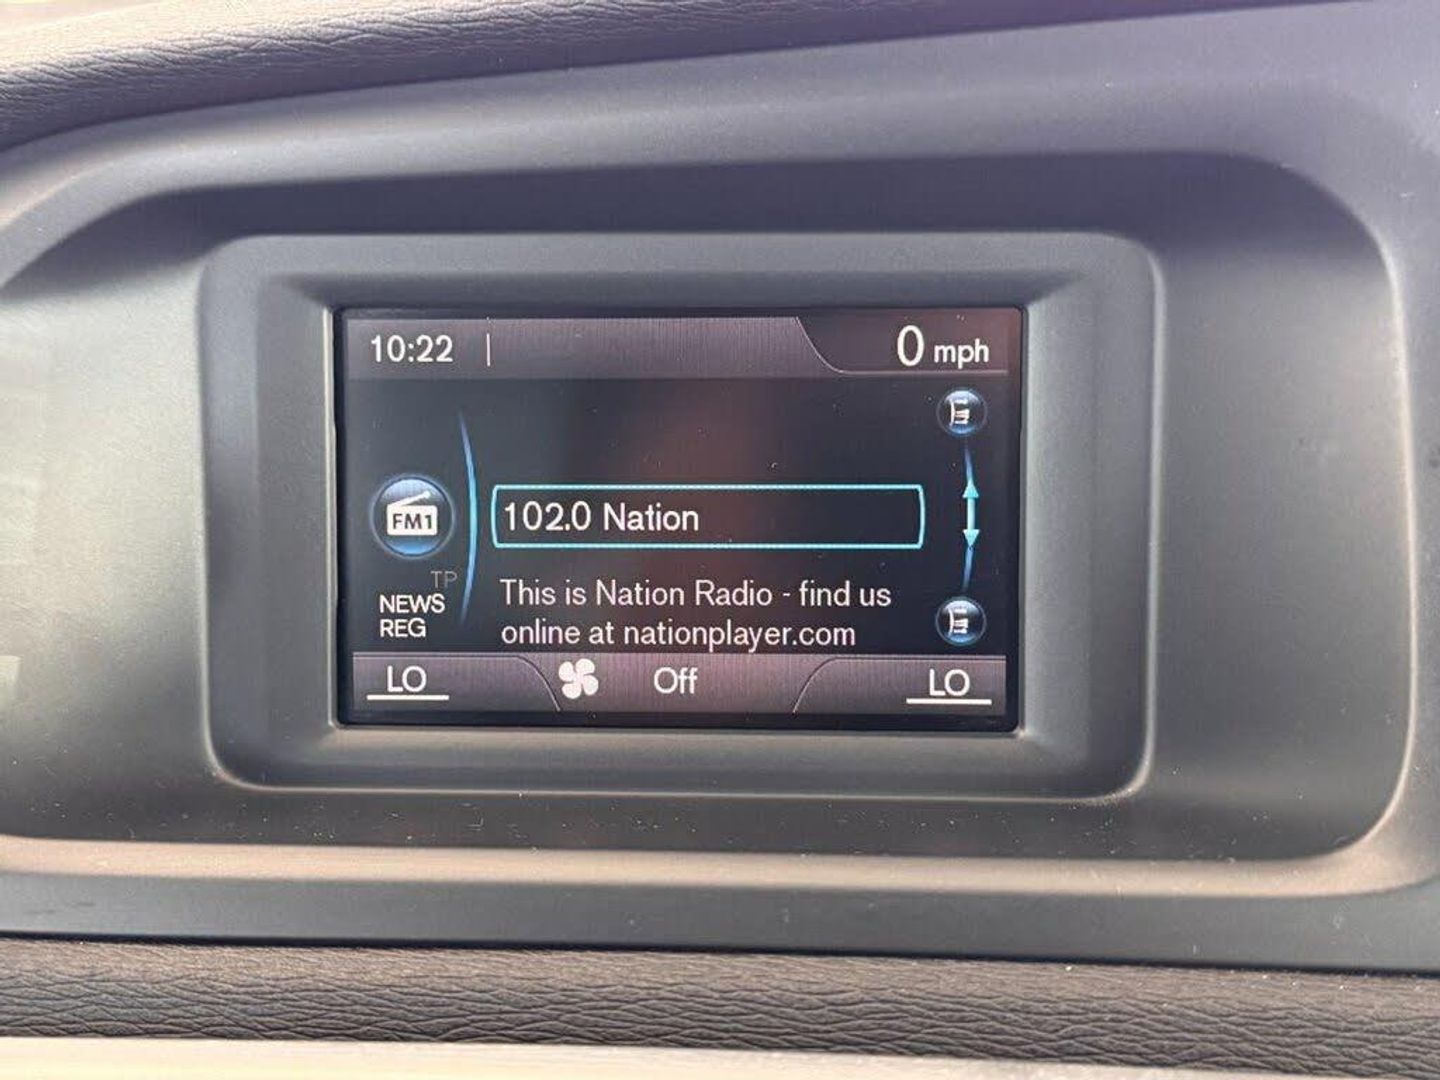 10:22
0 mph
FM1
102.0 Nation
TP
NEWS
REG
This is Nation Radio - find us
online at nationplayer.com
LO
Off
LO